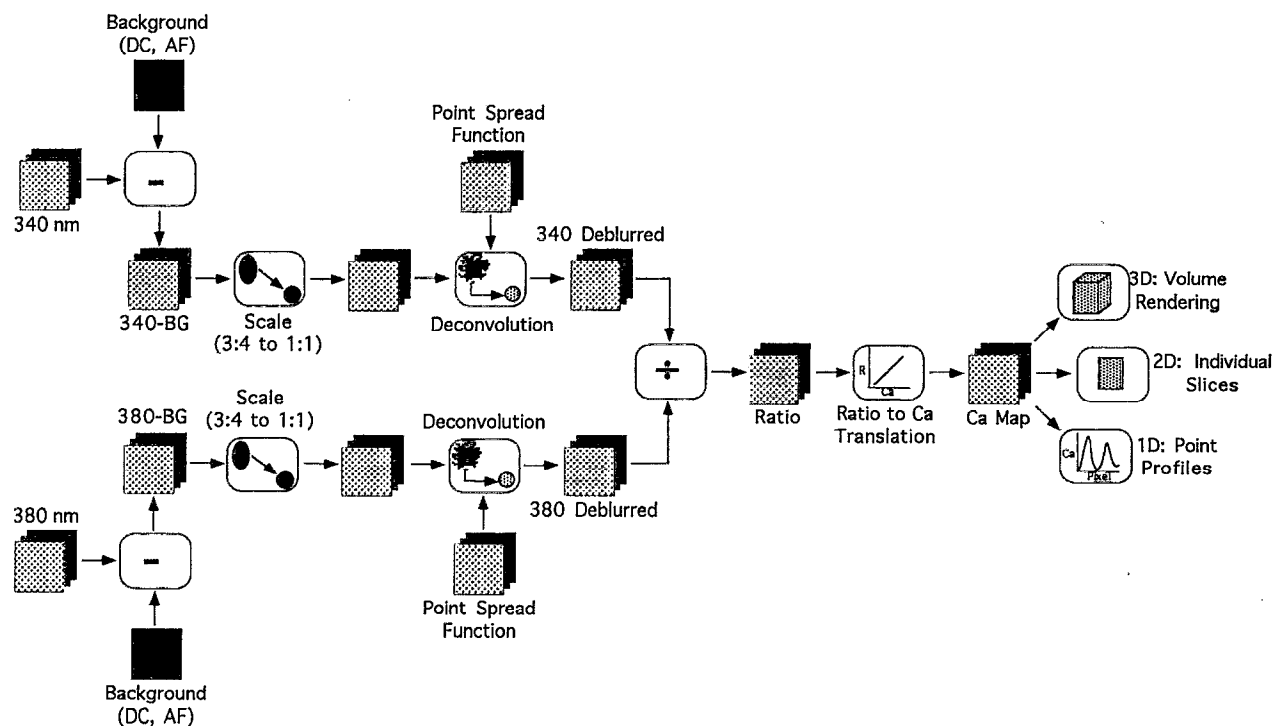 Background
(DC, AF)
Point Spread
Function
340 nm
340-BG
Scale
(3:4 to 1:1)
Deconvolution
340 Deblurred
380-BG
Scale
(3:4 to 1:1)
Deconvolution
380 Deblurred
380 nm
Point Spread
Function
Background
(DC, AF)
÷
Ratio
R
Ca
Ratio to Ca
Translation
Ca Map
3D: Volume
Rendering
2D: Individual
Slices
Ca
Pixel
1D: Point
Profiles